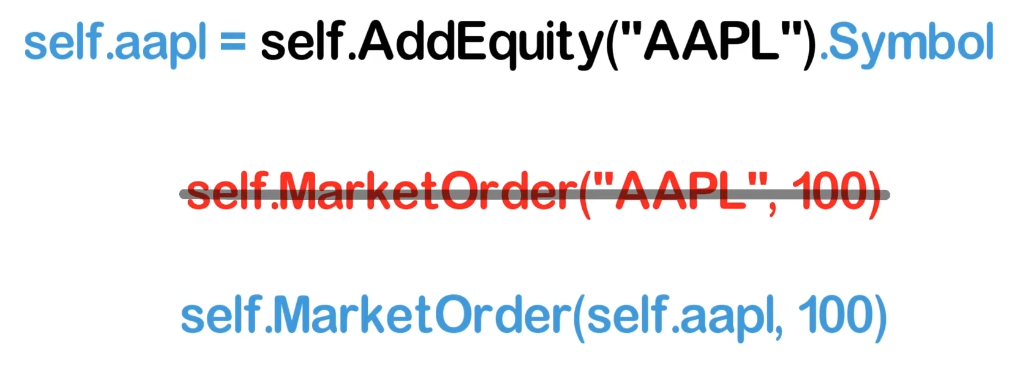 self.aapl = self.AddEquity("AAPL").Symbol
self.MarketOrder("AAPL", 100)
self.MarketOrder(self.aapl, 100)